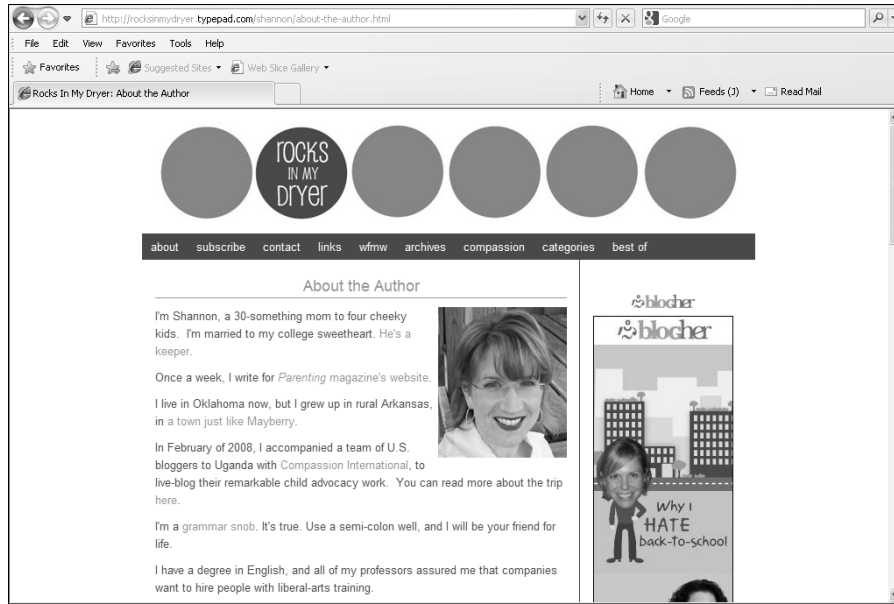 http://rocksinmydryer.typepad.com/shannon/about-the-author.html
Google
File Edit View Favorites Tools Help
Favorites Suggested Sites Web Slice Gallery
Rocks In My Dryer: About the Author
Home Feeds (J) Read Mail
rocks
IN MY
Dryer
about subscribe contact links wfmw archives compassion categories best of
About the Author
I'm Shannon, a 30-something mom to four cheeky
kids. I'm married to my college sweetheart. He's a
keeper.
Once a week, I write for Parenting magazine's website.
I live in Oklahoma now, but I grew up in rural Arkansas,
in a town just like Mayberry.
In February of 2008, I accompanied a team of U.S.
bloggers to Uganda with Compassion International, to
live-blog their remarkable child advocacy work. You can read more about the trip
here.
I'm a grammar snob. It's true. Use a semi-colon well, and I will be your friend for
life.
I have a degree in English, and all of my professors assured me that companies
want to hire people with liberal-arts training.
blogher
blogher
Why I
HATE
back-to-school